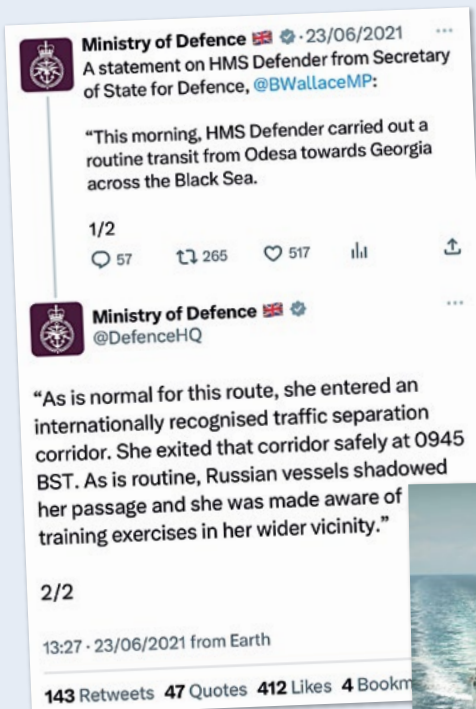 Ministry of Defence 🇬🇧 · 23/06/2021
A statement on HMS Defender from Secretary
of State for Defence, @BWallaceMP:
“This morning, HMS Defender carried out a
routine transit from Odesa towards Georgia
across the Black Sea.
1/2
57 265 517
Ministry of Defence 🇬🇧
@DefenceHQ
“As is normal for this route, she entered an
internationally recognised traffic separation
corridor. She exited that corridor safely at 0945
BST. As is routine, Russian vessels shadowed
her passage and she was made aware of
training exercises in her wider vicinity.”
2/2
13:27 · 23/06/2021 from Earth
143 Retweets 47 Quotes 412 Likes 4 Bookm